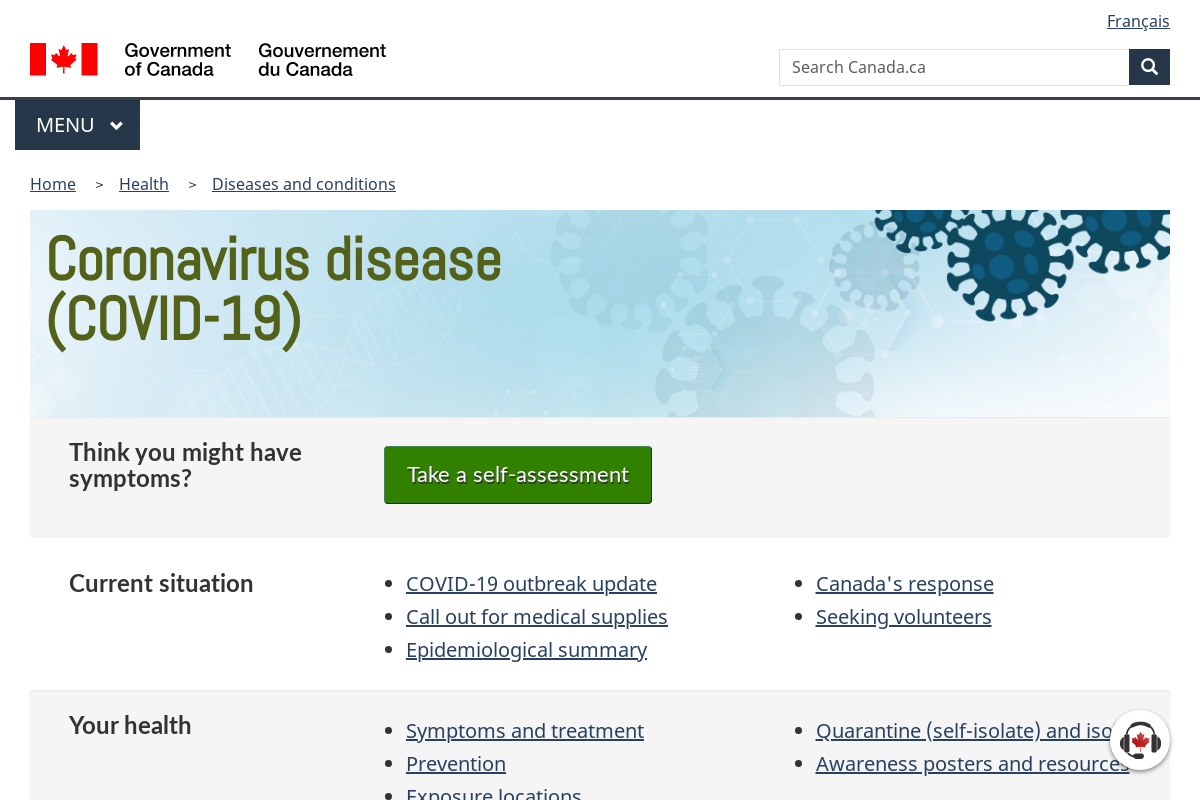 Français
Government of Canada
Gouvernement du Canada
Search Canada.ca
MENU
Home > Health > Diseases and conditions
Coronavirus disease
(COVID-19)
Think you might have
symptoms?
Take a self-assessment
Current situation
COVID-19 outbreak update
Call out for medical supplies
Epidemiological summary
Canada's response
Seeking volunteers
Your health
Symptoms and treatment
Prevention
Exposure locations
Quarantine (self-isolate) and
Awareness posters and resources